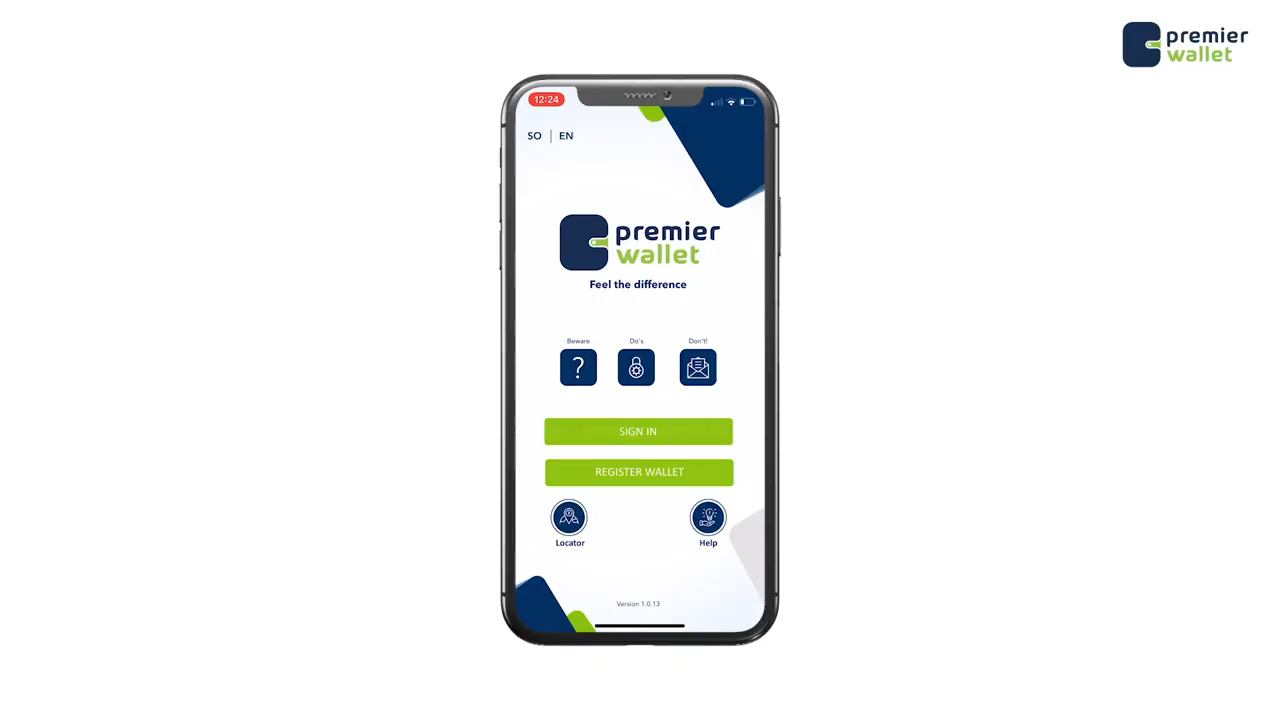 premier
wallet
12:24
SO | EN
premier
wallet
Feel the difference
Beware
Do's
Don't!
?
SIGN IN
REGISTER WALLET
Locator
Help
Version 1.0.13